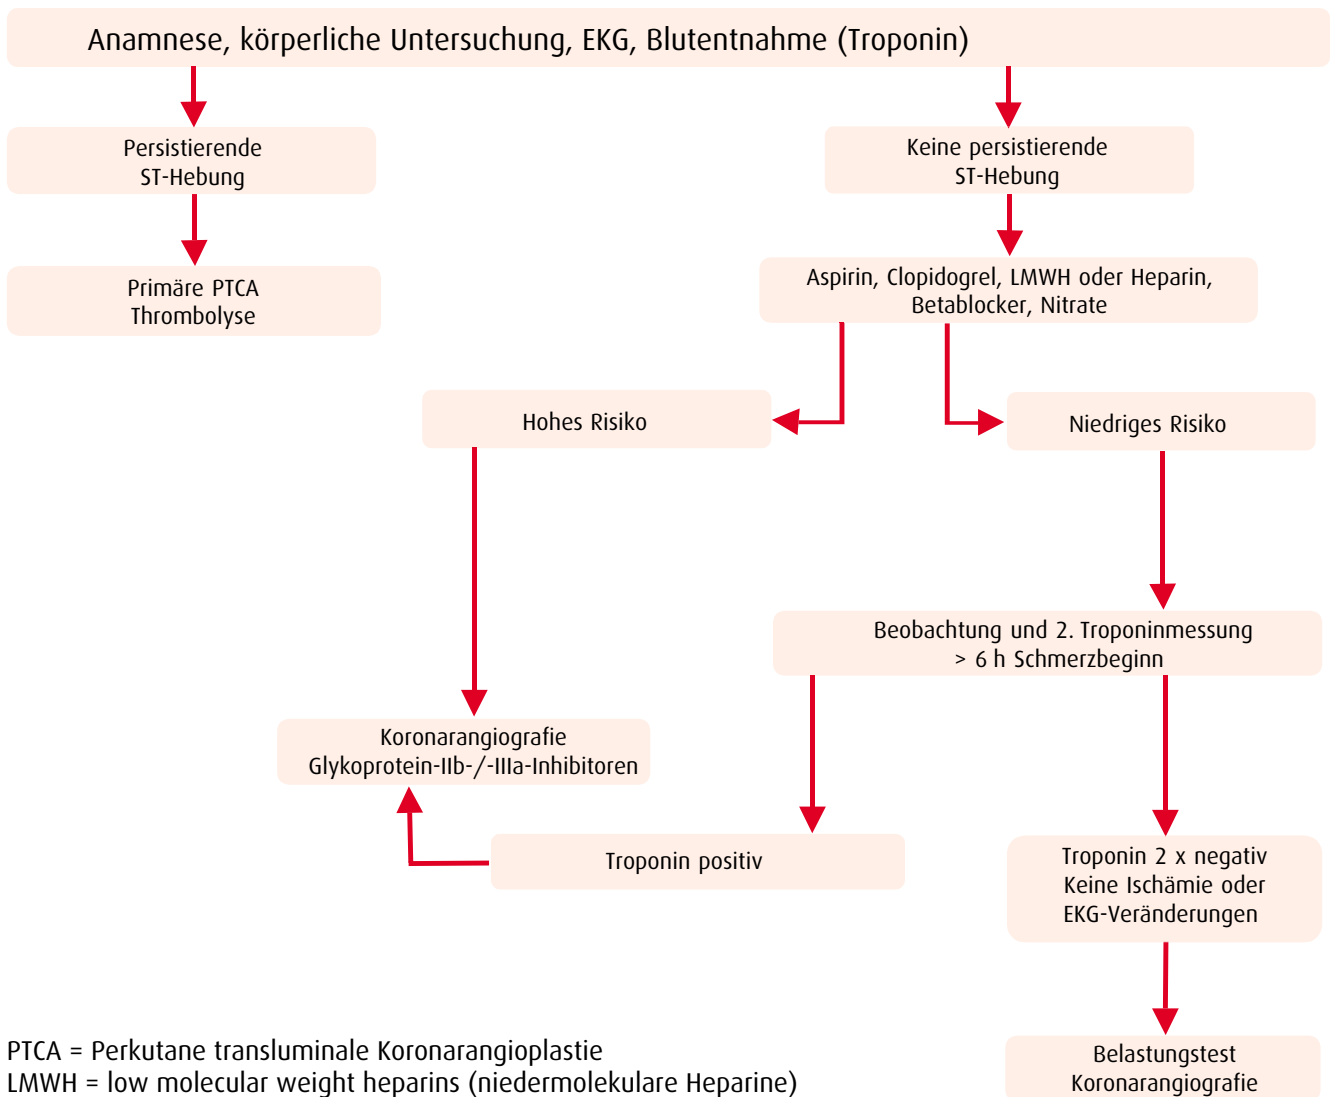 Anamnese, körperliche Untersuchung, EKG, Blutentnahme (Troponin)
Persistierende
ST-Hebung
Keine persistierende
ST-Hebung
Primäre PTCA
Thrombolyse
Aspirin, Clopidogrel, LMWH oder Heparin,
Betablocker, Nitrate
Hohes Risiko
Niedriges Risiko
Beobachtung und 2. Troponinmessung
> 6 h Schmerzbeginn
Koronarangiografie
Glykoprotein-IIb-/-IIIa-Inhibitoren
Troponin positiv
Troponin 2 x negativ
Keine Ischämie oder
EKG-Veränderungen
Belastungstest
Koronarangiografie
PTCA = Perkutane transluminale Koronarangioplastie
LMWH = low molecular weight heparins (niedermolekulare Heparine)